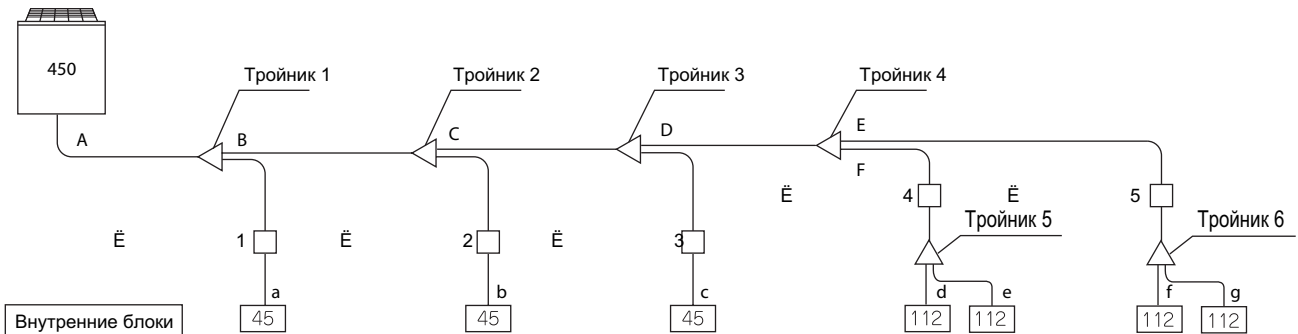 450
Тройник 1
Тройник 2
Тройник 3
Тройник 4
A
B
C
D
E
F
Ё
Ё
Ё
Ё
Ё
1
2
3
4
5
Тройник 5
Тройник 6
a
b
c
d
e
f
g
Внутренние блоки
45
45
45
112
112
112
112